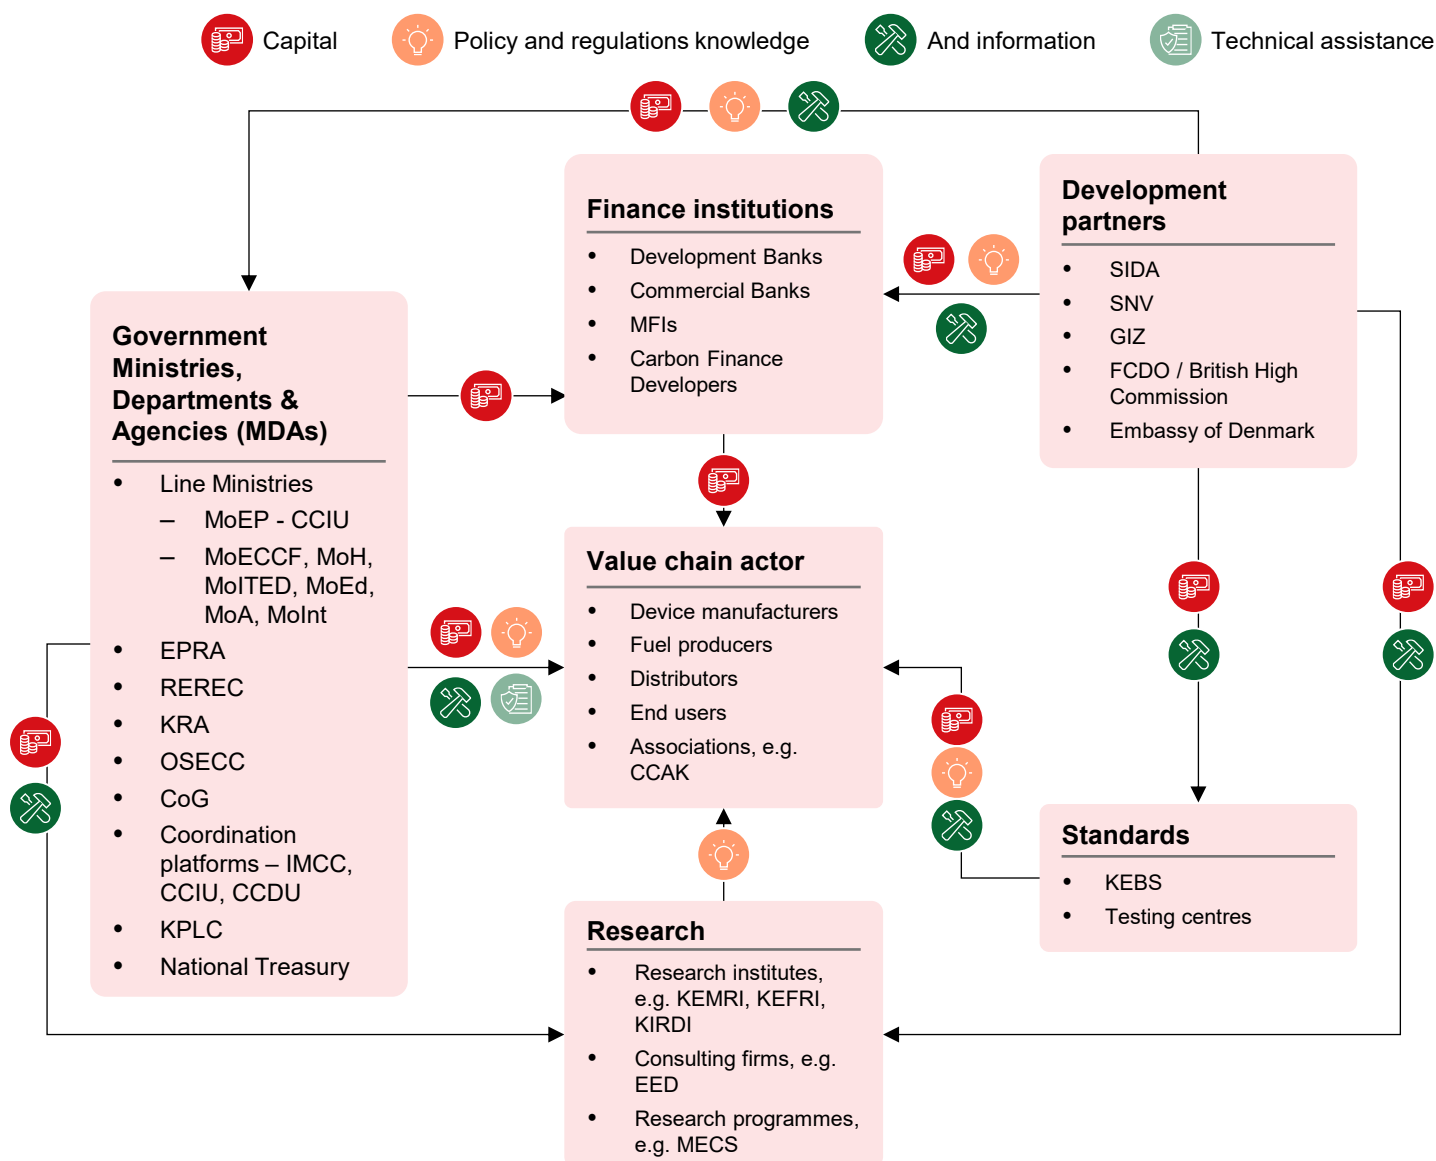 Capital
Policy and regulations knowledge
And information
Technical assistance
Finance institutions
• Development Banks
• Commercial Banks
• MFIs
• Carbon Finance
Developers
Development
partners
• SIDA
• SNV
• GIZ
• FCDO / British High
Commission
• Embassy of Denmark
Government
Ministries,
Departments &
Agencies (MDAs)
• Line Ministries
– MoEP - CCIU
– MoECCF, MoH,
MoITED, MoEd,
MoA, MoInt
• EPRA
• REREC
• KRA
• OSECC
• CoG
• Coordination
platforms – IMCC,
CCIU, CCDU
• KPLC
• National Treasury
Value chain actor
• Device manufacturers
• Fuel producers
• Distributors
• End users
• Associations, e.g.
CCAK
Standards
• KEBS
• Testing centres
Research
• Research institutes,
e.g. KEMRI, KEFRI,
KIRDI
• Consulting firms, e.g.
EED
• Research programmes,
e.g. MECS